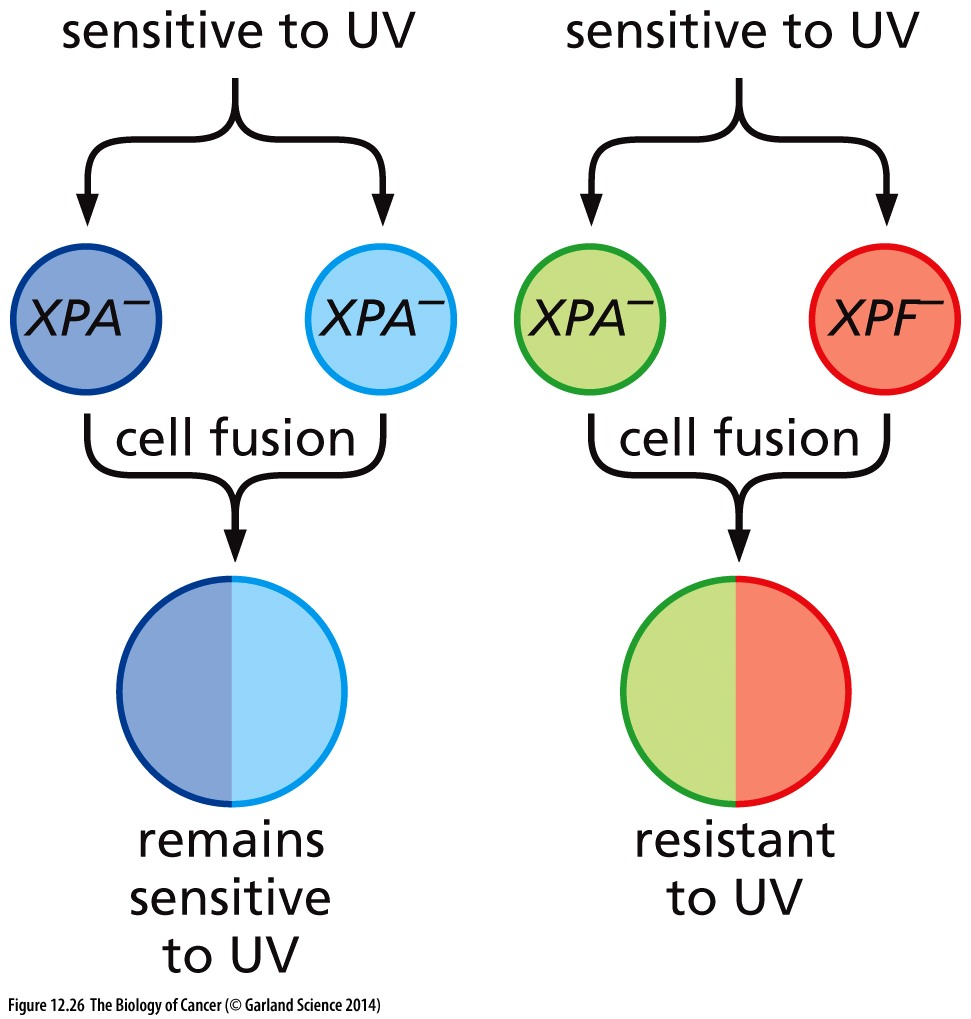 sensitive to UV
sensitive to UV
XPA–
XPA–
XPA–
XPF–
cell fusion
cell fusion
remains
sensitive
to UV
resistant
to UV
Figure 12.26 The Biology of Cancer (© Garland Science 2014)